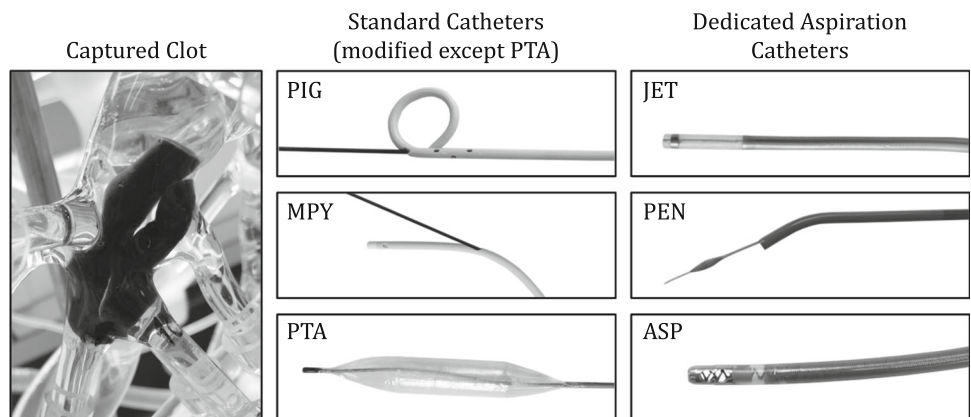 Captured Clot
Standard Catheters
(modified except PTA)
Dedicated Aspiration
Catheters
PIG
JET
MPY
PEN
PTA
ASP